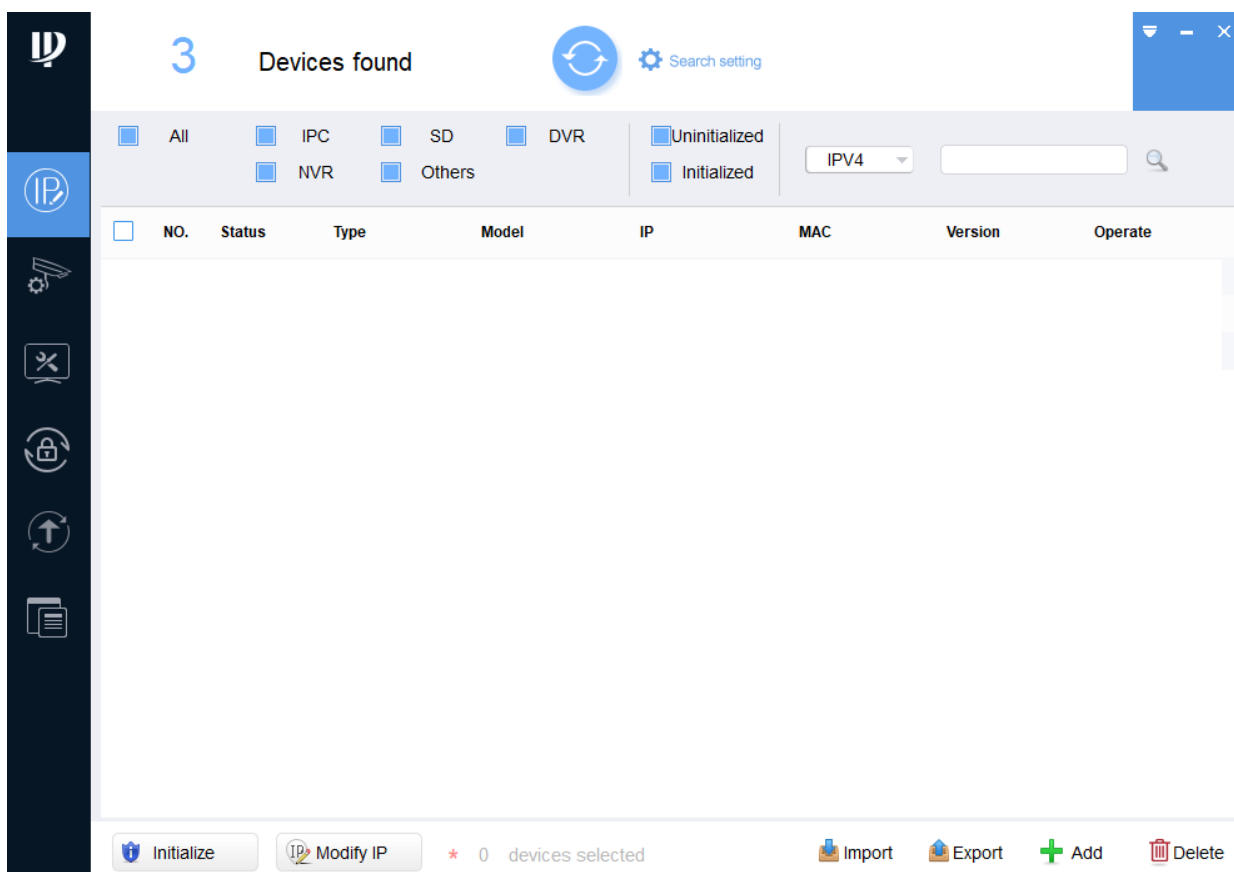 3 Devices found Search setting
All IPC SD DVR Uninitialized
NVR Others Initialized
IPV4
NO. Status Type Model IP MAC Version Operate
Initialize Modify IP * 0 devices selected Import Export Add Delete